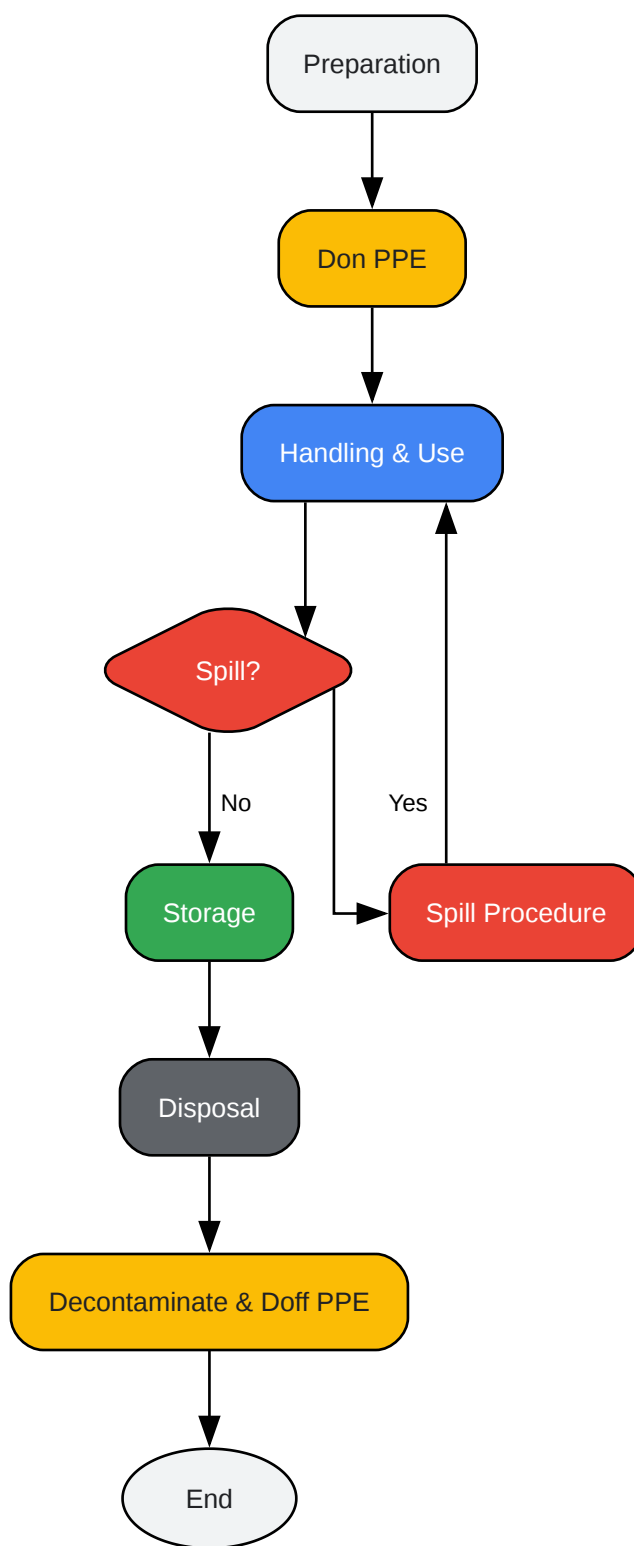 Preparation
Don PPE
Handling & Use
Spill?
No
Yes
Storage
Spill Procedure
Disposal
Decontaminate & Doff PPE
End